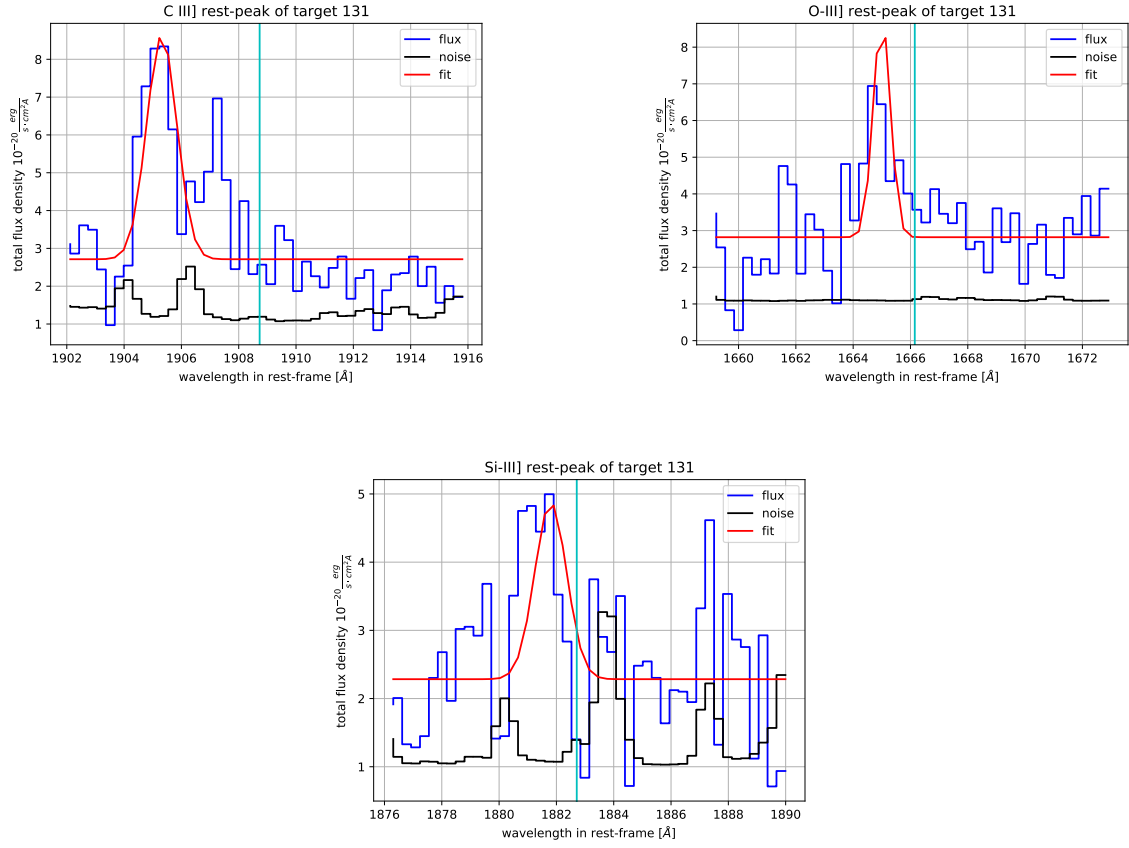 C III] rest-peak of target 131
total flux density 10⁻²⁰ erg/s·cm²A
8
7
6
5
4
3
2
1
flux
noise
fit
1902
1904
1906
1908
1910
1912
1914
1916
wavelength in rest-frame [Å]
O-III] rest-peak of target 131
total flux density 10⁻²⁰ erg/s·cm²A
8
7
6
5
4
3
2
1
0
flux
noise
fit
1660
1662
1664
1666
1668
1670
1672
wavelength in rest-frame [Å]
Si-III] rest-peak of target 131
total flux density 10⁻²⁰ erg/s·cm²A
5
4
3
2
1
flux
noise
fit
1876
1878
1880
1882
1884
1886
1888
1890
wavelength in rest-frame [Å]